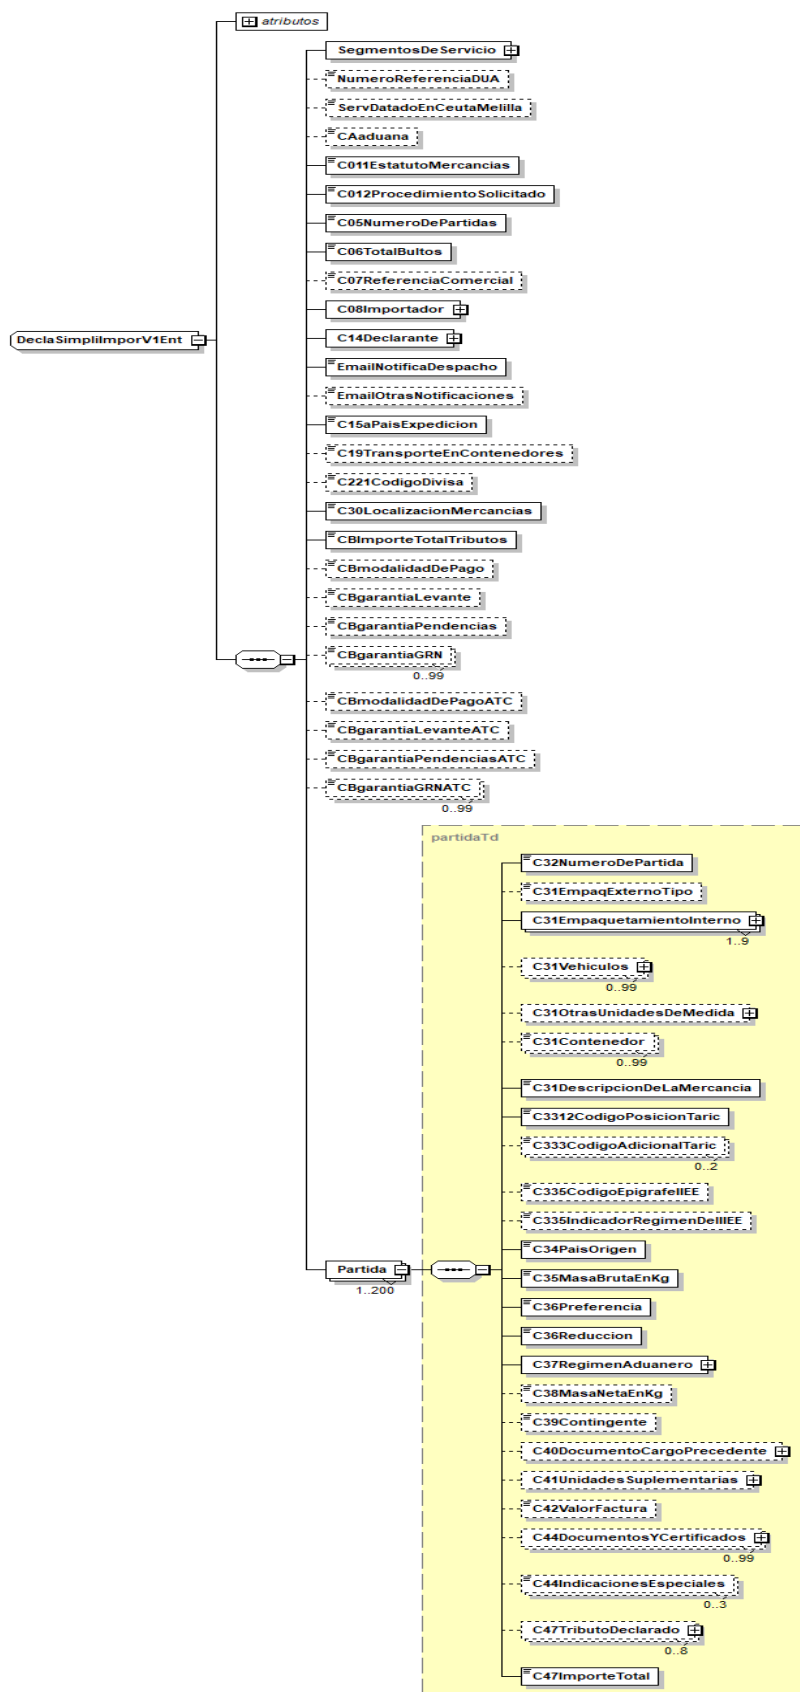 atributos
SegmentosDeServicio
NumeroReferenciaDUA
ServDatadoEnCeutaMelilla
CAaduana
C011EstatutoMercancias
C012ProcedimientoSolicitado
C05NumeroDePartidas
C06TotalBultos
C07ReferenciaComercial
C08Importador
DeclaSimpliImporV1Ent
C14Declarante
EmailNotificaDespacho
EmailOtrasNotificaciones
C15aPaisExpedicion
C19TransporteEnContenedores
C221CodigoDivisa
C30LocalizacionMercancias
CBImporteTotalTributos
CBmodalidadDePago
CBgarantiaLevante
CBgarantiaPendencias
CBgarantiaGRN
0..99
CBmodalidadDePagoATC
CBgarantiaLevanteATC
CBgarantiaPendenciasATC
CBgarantiaGRNATC
0..99
partidaTd
C32NumeroDePartida
C31EmpaqExternoTipo
C31EmpaquetamientoInterno
1..9
C31Vehiculos
0..99
C31OtrasUnidadesDeMedida
C31Contenedor
0..99
C31DescripcionDeLaMercancia
C3312CodigoPosicionTaric
C333CodigoAdicionalTaric
0..2
C335CodigoEpigrafeIIEE
C335IndicadorRegimenDeIIIEE
C34PaisOrigen
Partida
1..200
C35MasaBrutaEnKg
C36Preferencia
C36Reduccion
C37RegimenAduanero
C38MasaNetaEnKg
C39Contingente
C40DocumentoCargoPrecedente
C41UnidadesSuplementarias
C42ValorFactura
C44DocumentosYCertificados
0..99
C44IndicacionesEspeciales
0..3
C47TributoDeclarado
0..8
C47ImporteTotal